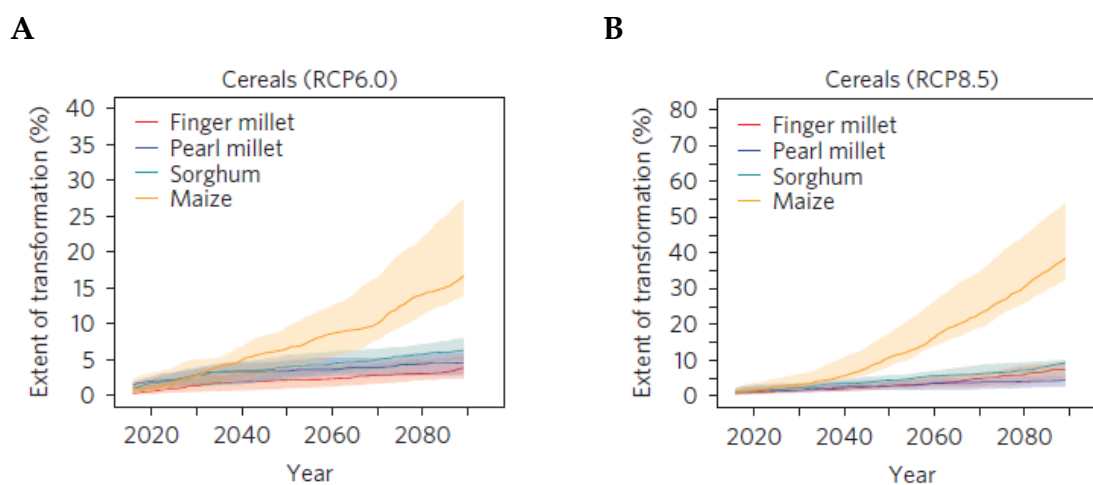 A
B
Cereals (RCP6.0)
Extent of transformation (%)
40
35
30
25
20
15
10
5
0
Finger millet
Pearl millet
Sorghum
Maize
2020 2040 2060 2080
Year
Cereals (RCP8.5)
Extent of transformation (%)
80
70
60
50
40
30
20
10
0
Finger millet
Pearl millet
Sorghum
Maize
2020 2040 2060 2080
Year